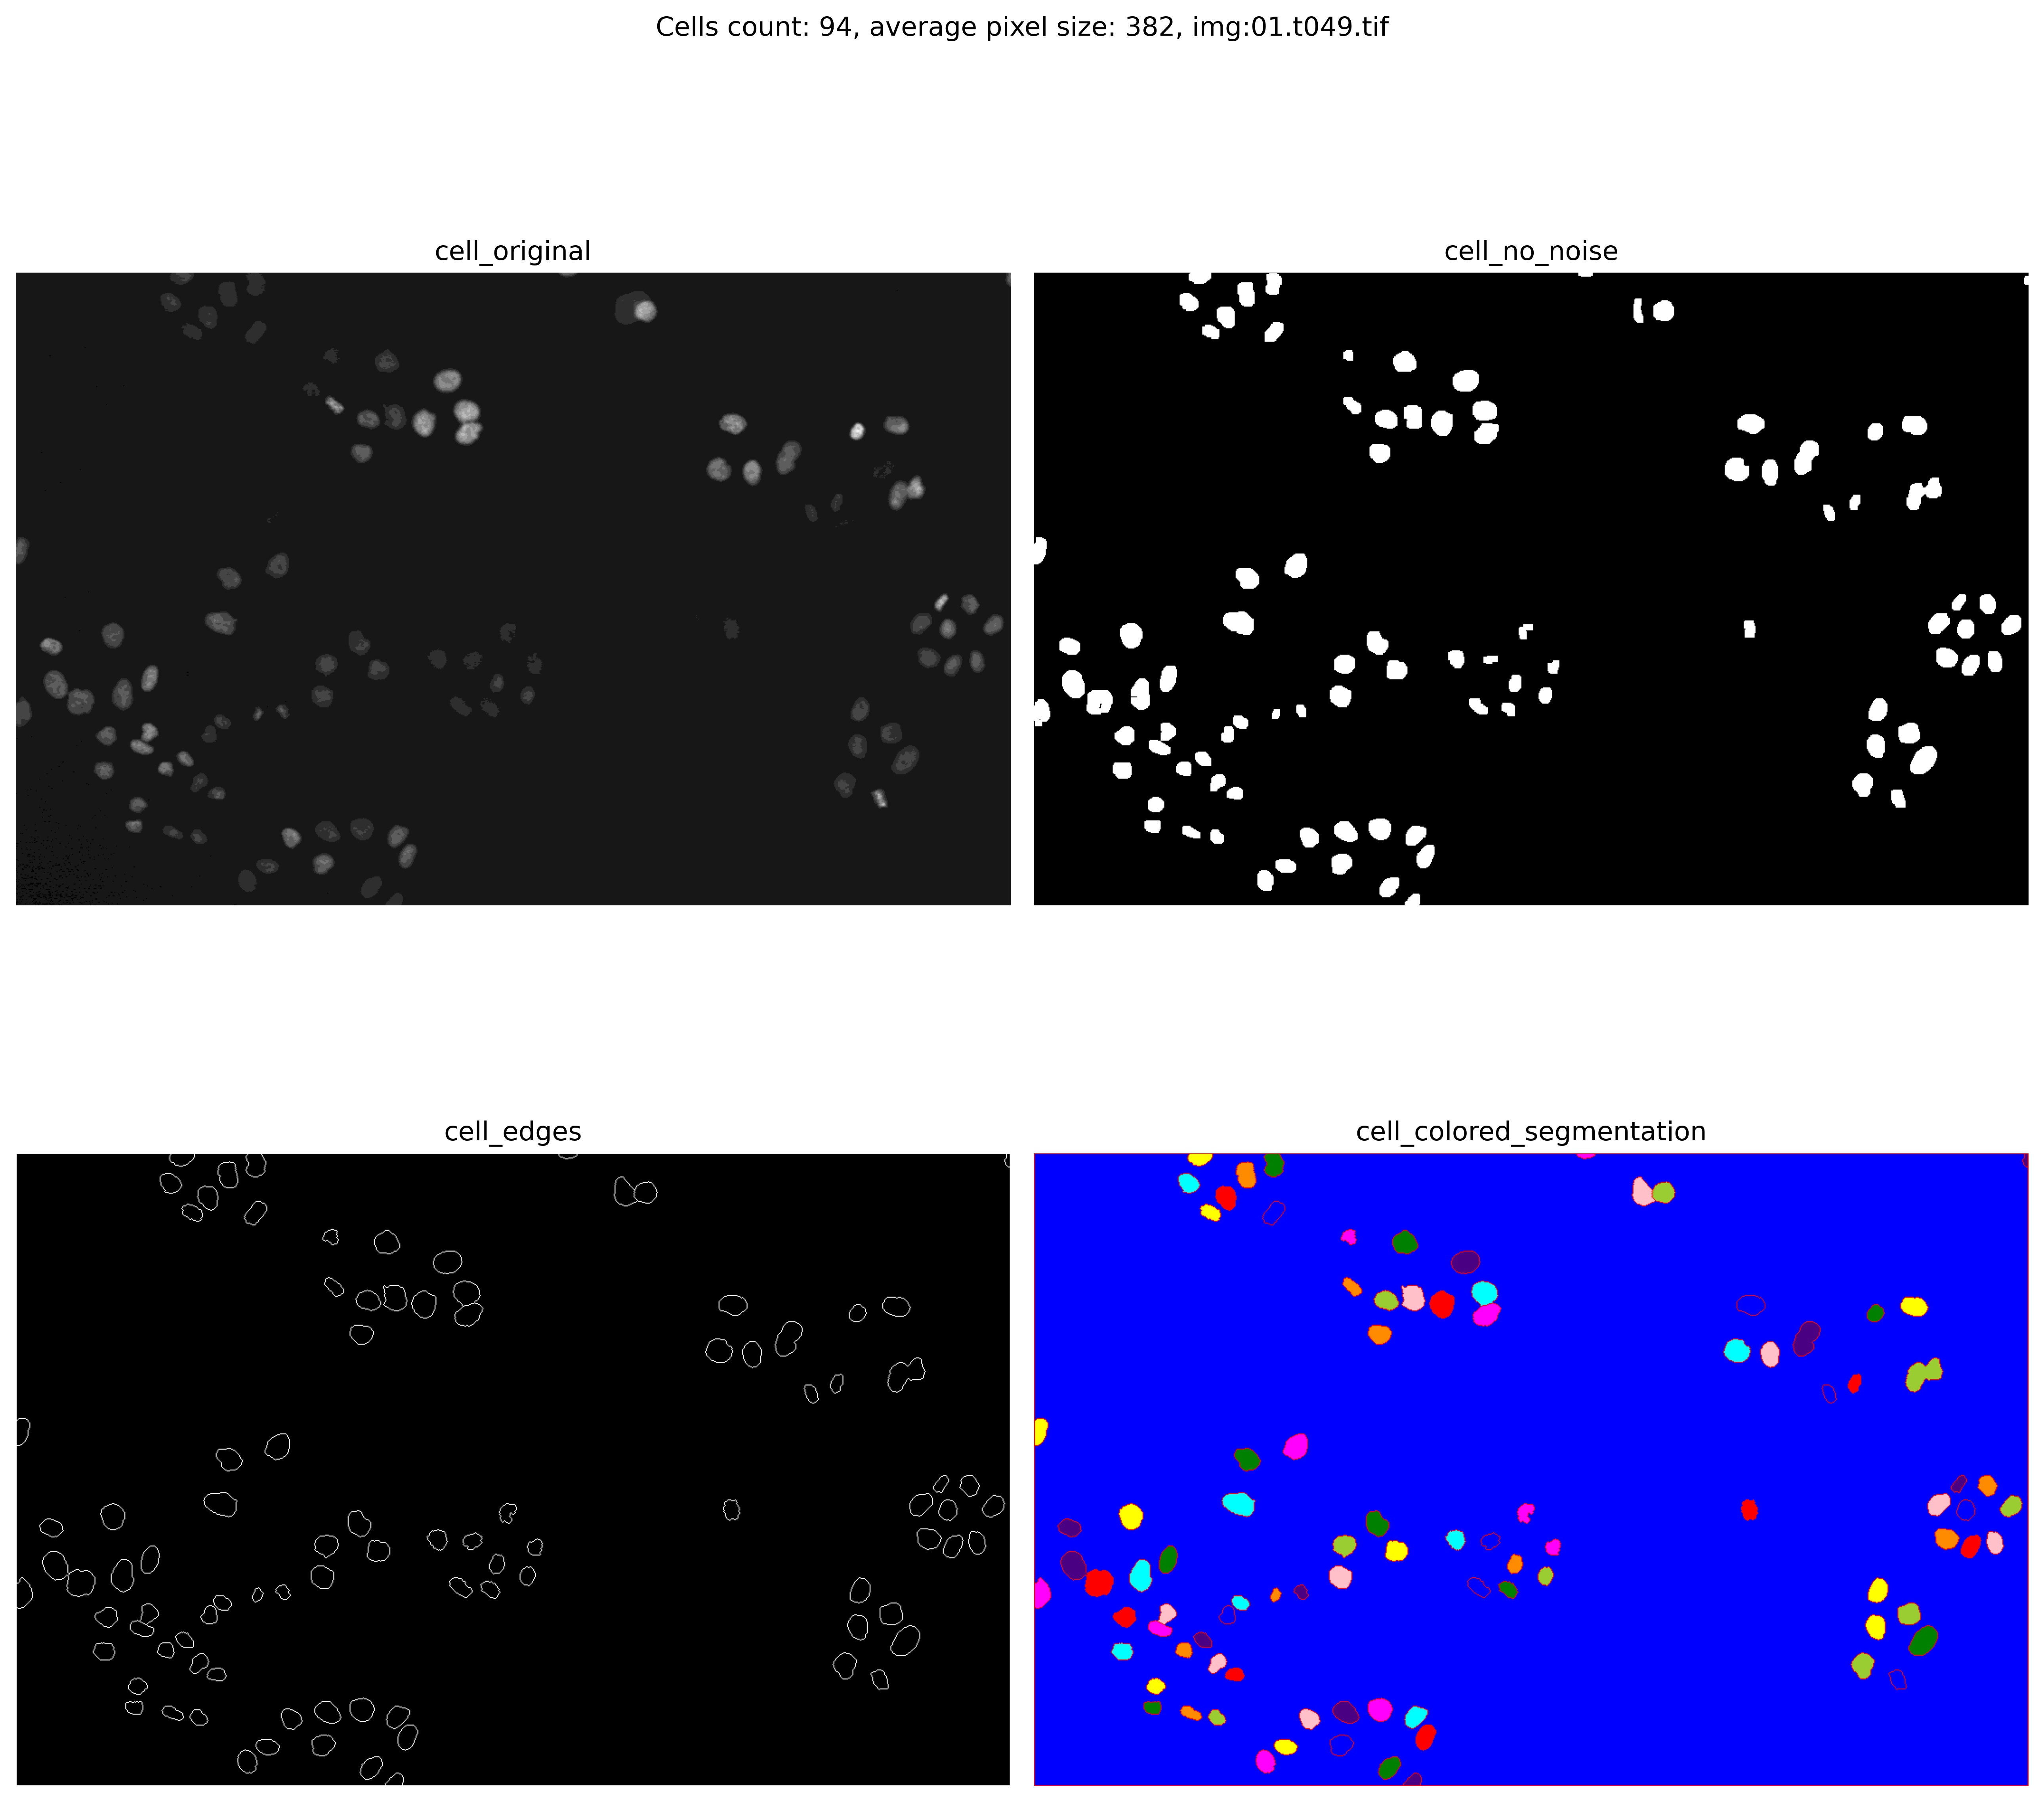 Cells count: 94, average pixel size: 382, img:01.t049.tif
cell_original
cell_no_noise
cell_edges
cell_colored_segmentation